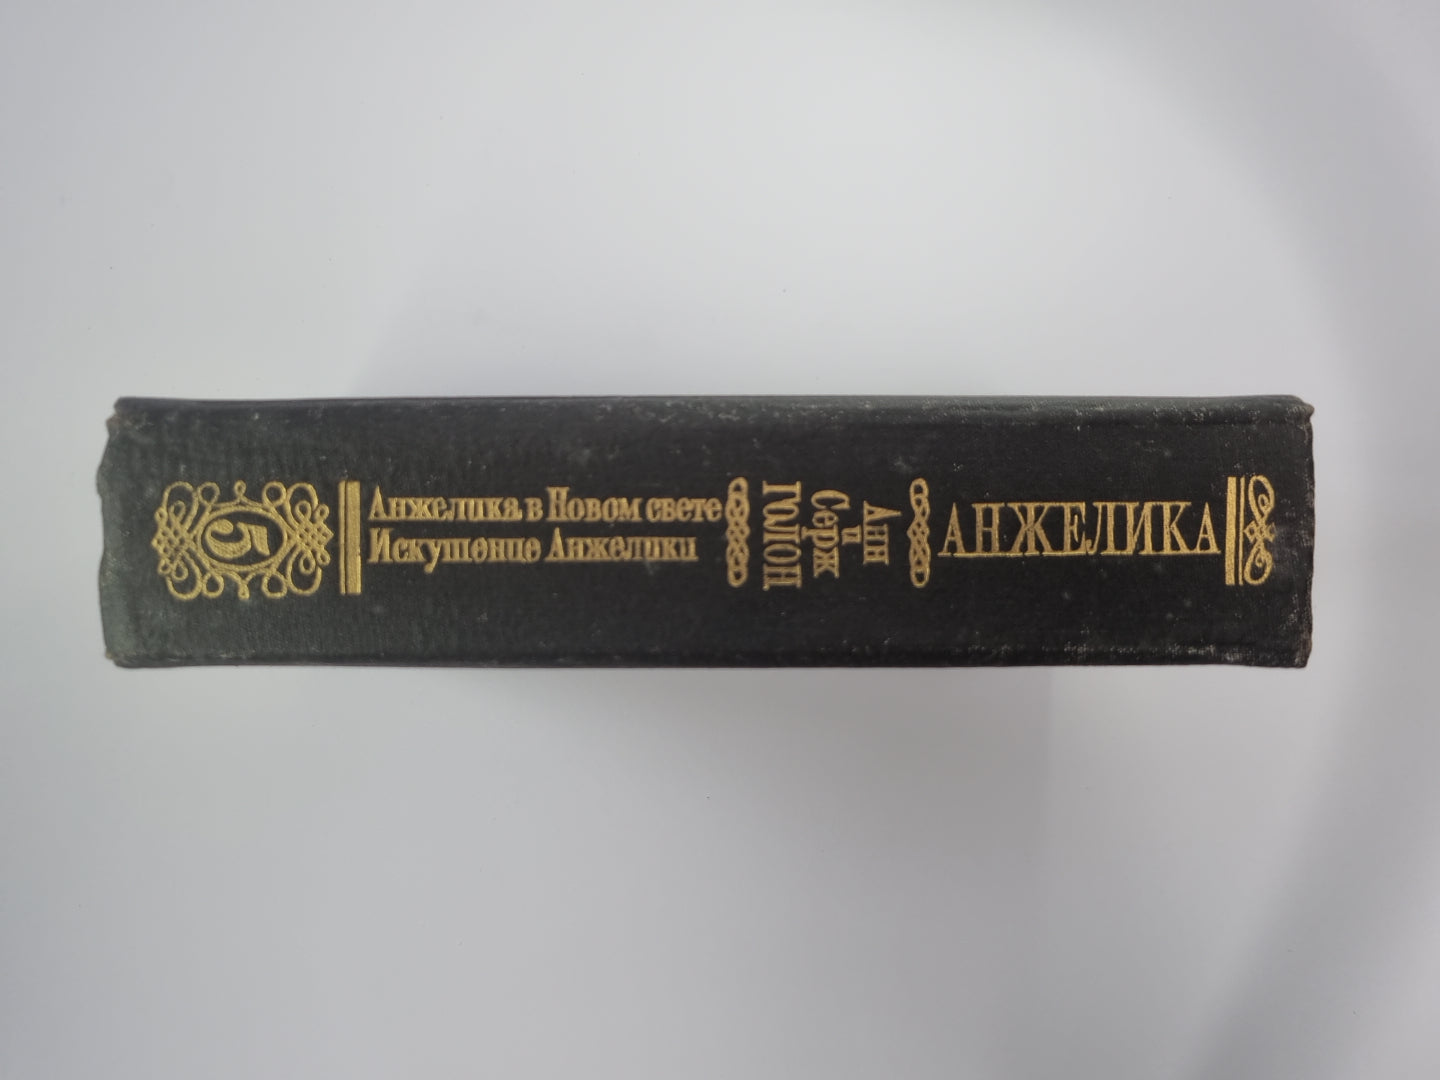 АНЖЕЛИКА
Анн
и
Серж
ГОЛОН
Анжелика в Новом свете
Искушение Анжелики
5